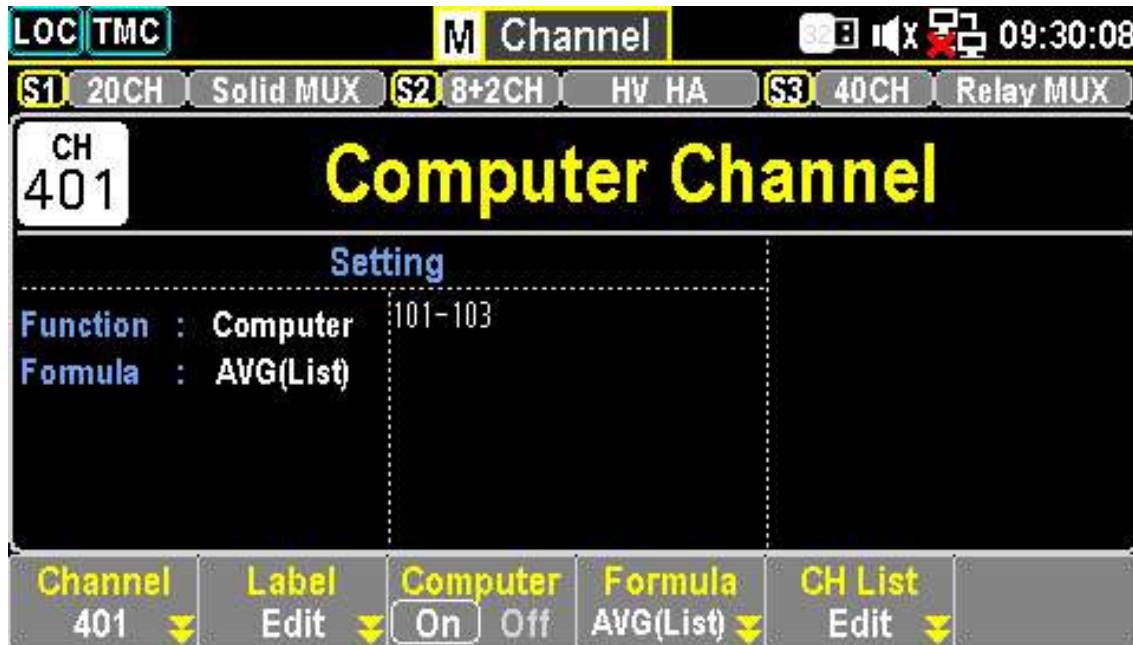 LOC TMC M Channel 32 09:30:08
S1 20CH Solid MUX S2 8+2CH HV HA S3 40CH Relay MUX
CH
401
Computer Channel
Setting
Function : Computer
Formula : AVG(List)
101-103
Channel Label Computer Formula CH List
401 Edit On Off AVG(List) Edit